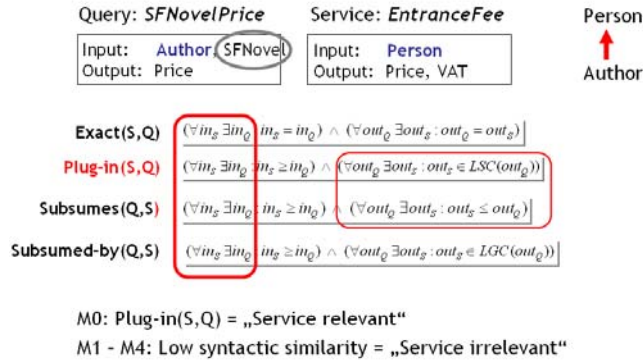 Query: SFNovelPrice Service: EntranceFee Person
Input: Author, SFNovel Input: Person
Output: Price Output: Price, VAT Author
Exact(S,Q) (∀in_S ∃in_Q : in_S = in_Q) ∧ (∀out_Q ∃out_S : out_Q = out_S)
Plug-in(S,Q) (∀in_S ∃in_Q : in_S ≥ in_Q) ∧ (∀out_Q ∃out_S : out_S ∈ LSC(out_Q))
Subsumes(Q,S) (∀in_S ∃in_Q : in_S ≥ in_Q) ∧ (∀out_Q ∃out_S : out_S ≤ out_Q)
Subsumed-by(Q,S) (∀in_S ∃in_Q : in_S ≥ in_Q) ∧ (∀out_Q ∃out_S : out_S ∈ LGC(out_Q))
M0: Plug-in(S,Q) = „Service relevant“
M1 - M4: Low syntactic similarity = „Service irrelevant“